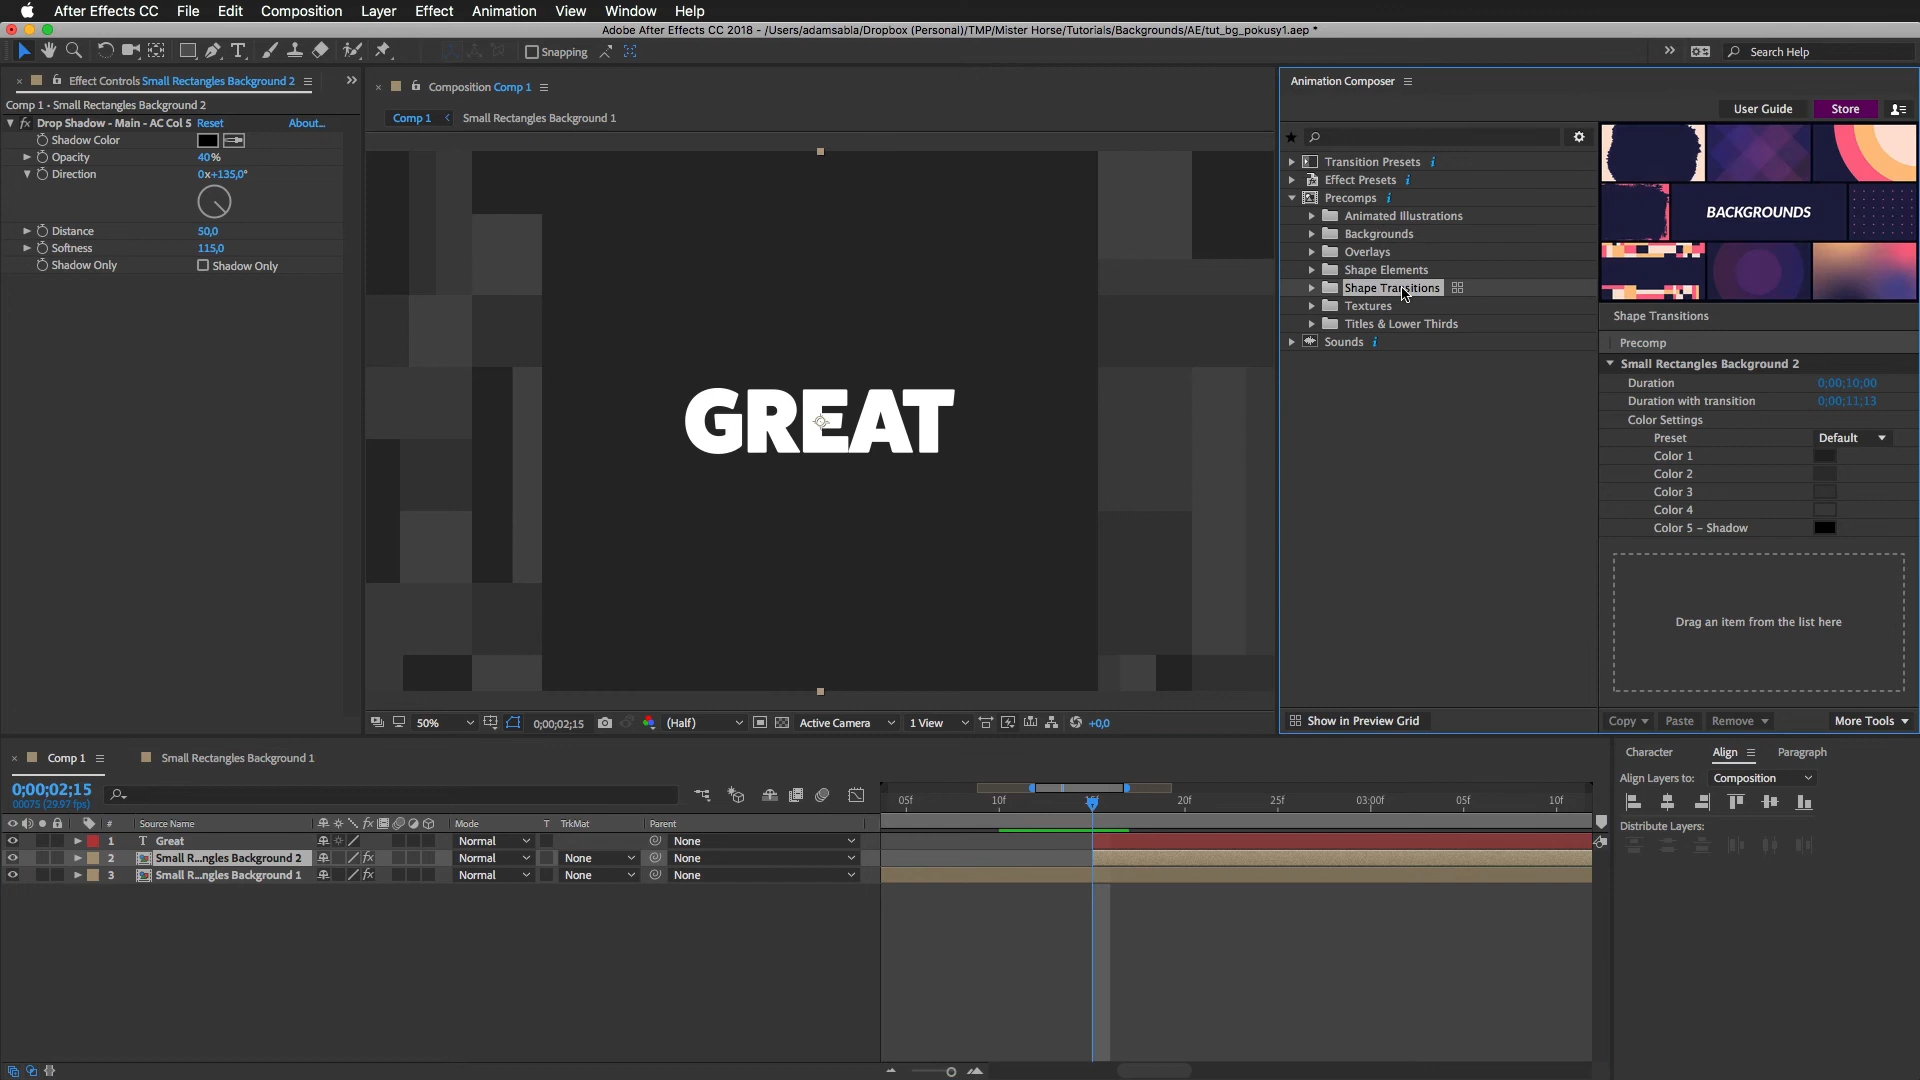 After Effects CC File Edit Composition Layer Effect Animation View Window Help
Adobe After Effects CC 2018 - /Users/adamsabla/Dropbox (Personal)/TMP/Mister Horse/Tutorials/Backgrounds/AE/tut_bg_pokusy1.aep *
Snapping
Search Help
Effect Controls Small Rectangles Background 2
Comp 1 • Small Rectangles Background 2
fx Drop Shadow - Main - AC Col 5 Reset About...
Shadow Color
Opacity 40%
Direction 0x+135,0°
Distance 50,0
Softness 115,0
Shadow Only Shadow Only
Composition Comp 1
Comp 1 Small Rectangles Background 1
GREAT
50% 0;00;02;15 (Half) Active Camera 1 View +0,0
Animation Composer
User Guide Store
Transition Presets i
Effect Presets i
Precomps i
Animated Illustrations
Backgrounds
Overlays
Shape Elements
Shape Transitions
Textures
Titles & Lower Thirds
Sounds i
Show in Preview Grid
BACKGROUNDS
Shape Transitions
Precomp
Small Rectangles Background 2
Duration 0;00;10;00
Duration with transition 0;00;11;13
Color Settings
Preset Default
Color 1
Color 2
Color 3
Color 4
Color 5 – Shadow
Drag an item from the list here
Copy Paste Remove More Tools
Comp 1 Small Rectangles Background 1
0;00;02;15
00075 (29.97 fps)
# Source Name fx Mode T TrkMat Parent
1 T Great Normal None
2 Small R...ngles Background 2 fx Normal None None
3 Small R...ngles Background 1 fx Normal None None
05f 10f 15f 20f 25f 03:00f 05f 10f
Character Align Paragraph
Align Layers to: Composition
Distribute Layers: